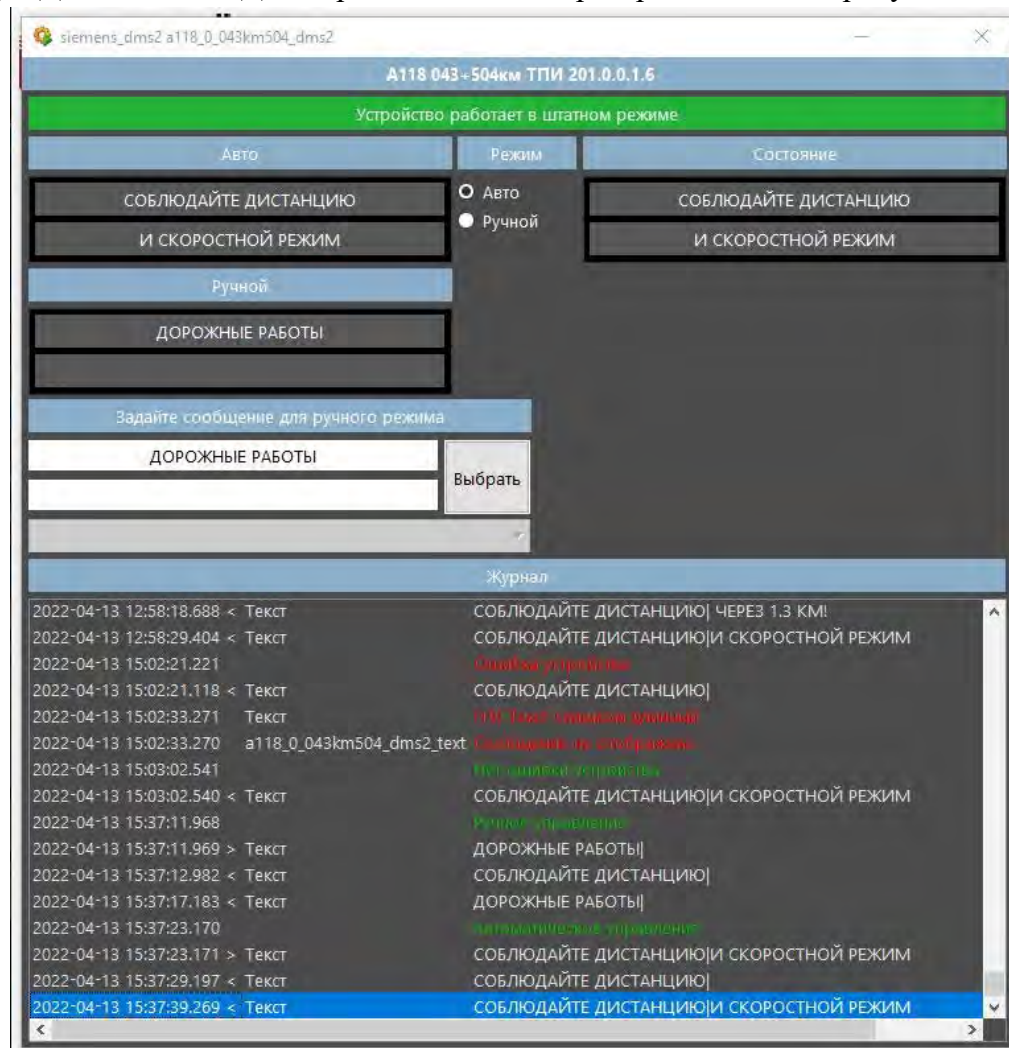 siemens_dms2 a118_0_043km504_dms2
А118 043+504км ТПИ 201.0.0.1.6
Устройство работает в штатном режиме
Авто Режим Состояние
СОБЛЮДАЙТЕ ДИСТАНЦИЮ Авто СОБЛЮДАЙТЕ ДИСТАНЦИЮ
И СКОРОСТНОЙ РЕЖИМ Ручной И СКОРОСТНОЙ РЕЖИМ
Ручной
ДОРОЖНЫЕ РАБОТЫ
Задайте сообщение для ручного режима
ДОРОЖНЫЕ РАБОТЫ
Выбрать
Журнал
2022-04-13 12:58:18.688 < Текст СОБЛЮДАЙТЕ ДИСТАНЦИЮ| ЧЕРЕЗ 1.3 КМ!
2022-04-13 12:58:29.404 < Текст СОБЛЮДАЙТЕ ДИСТАНЦИЮ|И СКОРОСТНОЙ РЕЖИМ
2022-04-13 15:02:21.221 Ошибка устройства
2022-04-13 15:02:21.118 < Текст СОБЛЮДАЙТЕ ДИСТАНЦИЮ|
2022-04-13 15:02:33.271 Текст
2022-04-13 15:02:33.270 a118_0_043km504_dms2_text Сообщение не отображено
2022-04-13 15:03:02.541 Нет ошибки устройства
2022-04-13 15:03:02.540 < Текст СОБЛЮДАЙТЕ ДИСТАНЦИЮ|И СКОРОСТНОЙ РЕЖИМ
2022-04-13 15:37:11.968 Ручное управление
2022-04-13 15:37:11.969 > Текст ДОРОЖНЫЕ РАБОТЫ|
2022-04-13 15:37:12.982 < Текст СОБЛЮДАЙТЕ ДИСТАНЦИЮ|
2022-04-13 15:37:17.183 < Текст ДОРОЖНЫЕ РАБОТЫ|
2022-04-13 15:37:23.170 Автоматическое управление
2022-04-13 15:37:23.171 > Текст СОБЛЮДАЙТЕ ДИСТАНЦИЮ|И СКОРОСТНОЙ РЕЖИМ
2022-04-13 15:37:29.197 < Текст СОБЛЮДАЙТЕ ДИСТАНЦИЮ|
2022-04-13 15:37:39.269 < Текст СОБЛЮДАЙТЕ ДИСТАНЦИЮ|И СКОРОСТНОЙ РЕЖИМ